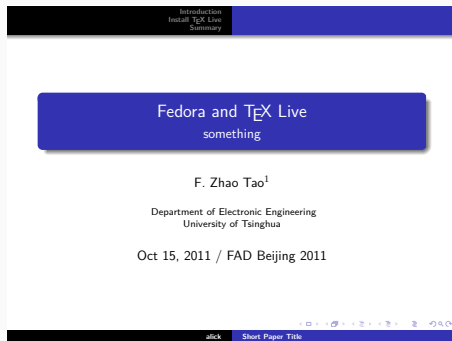 Introduction
Install TEX Live
Summary
Fedora and TEX Live
something
F. Zhao Tao1
Department of Electronic Engineering
University of Tsinghua
Oct 15, 2011 / FAD Beijing 2011
alick Short Paper Title